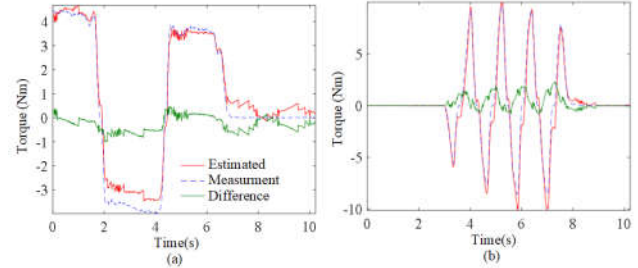 4
3
2
1
0
-1
-2
-3
Torque (Nm)
Estimated
Measurment
Difference
0 2 4 6 8 10
Time(s)
(a)
5
0
-5
-10
Torque (Nm)
0 2 4 6 8 10
Time(s)
(b)